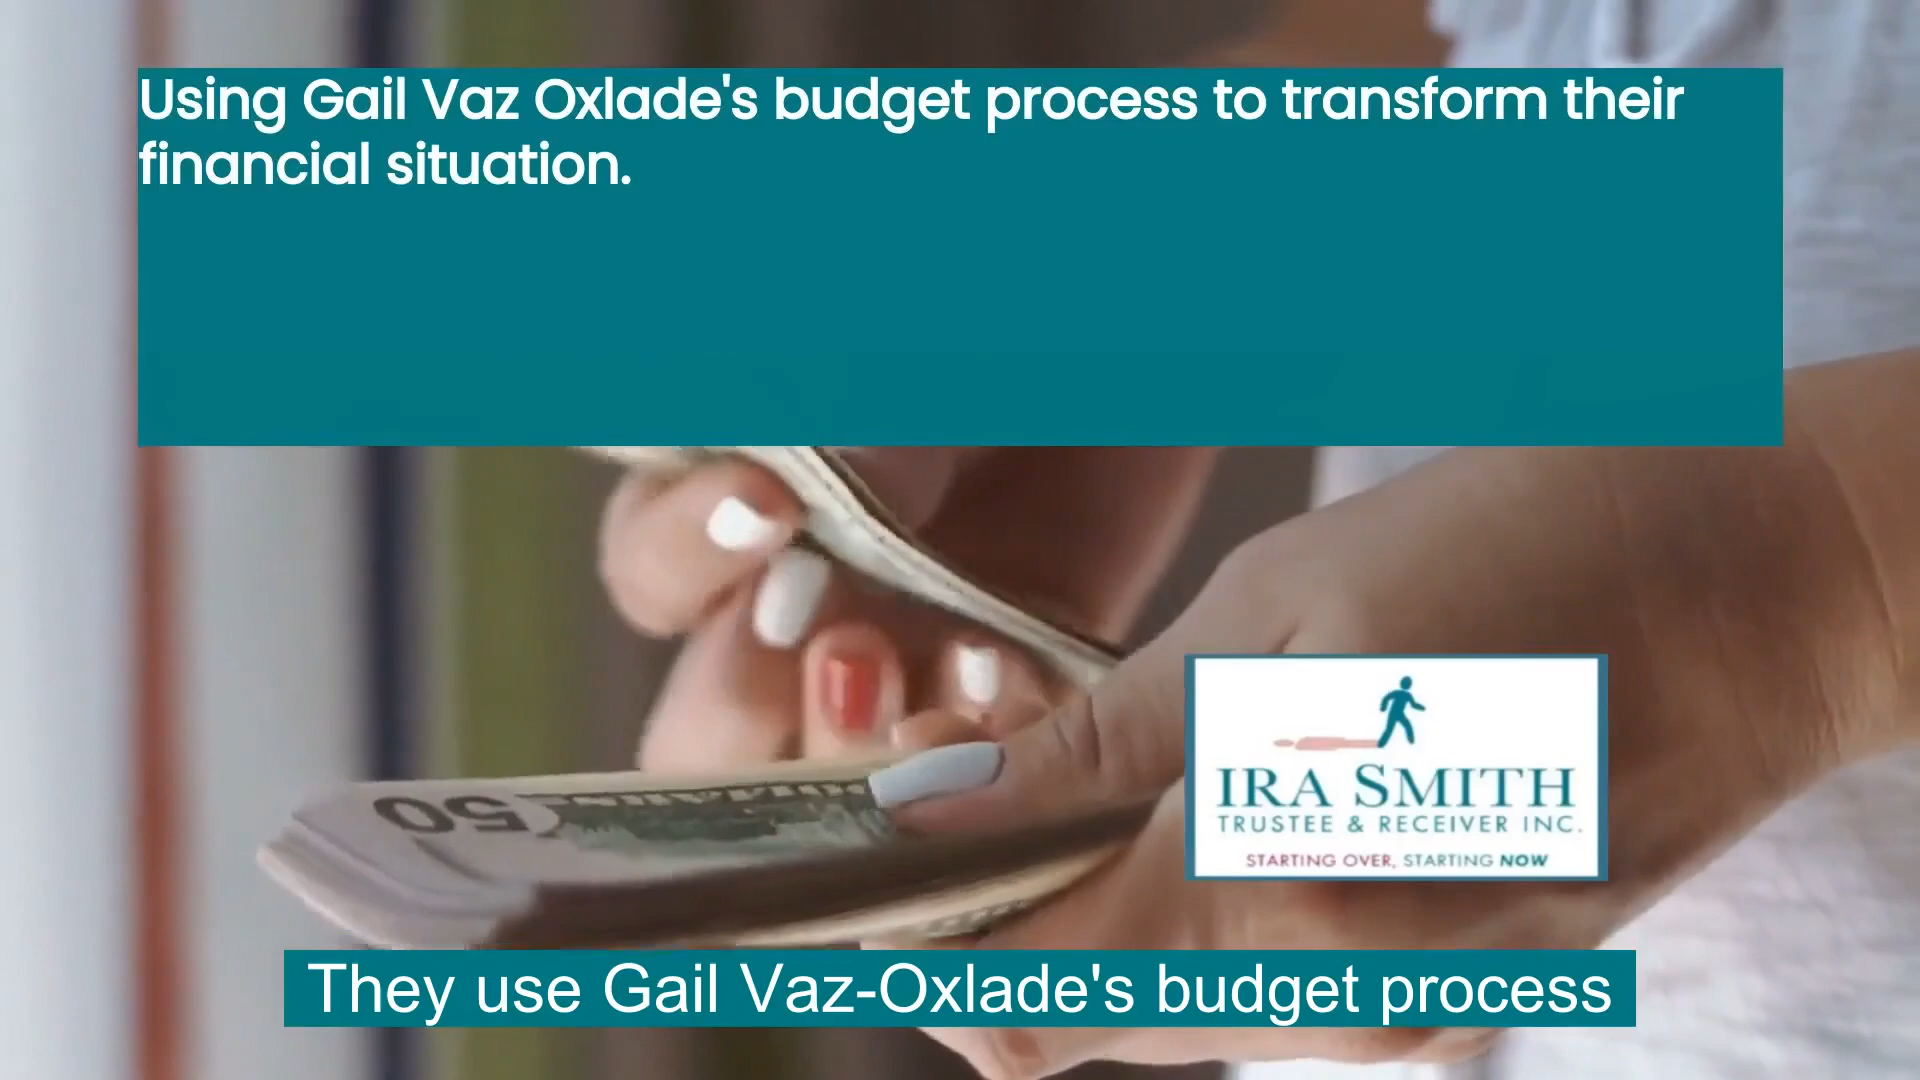 Using Gail Vaz Oxlade's budget process to transform their
financial situation.
50
IRA SMITH
TRUSTEE & RECEIVER INC.
STARTING OVER, STARTING NOW
They use Gail Vaz-Oxlade's budget process